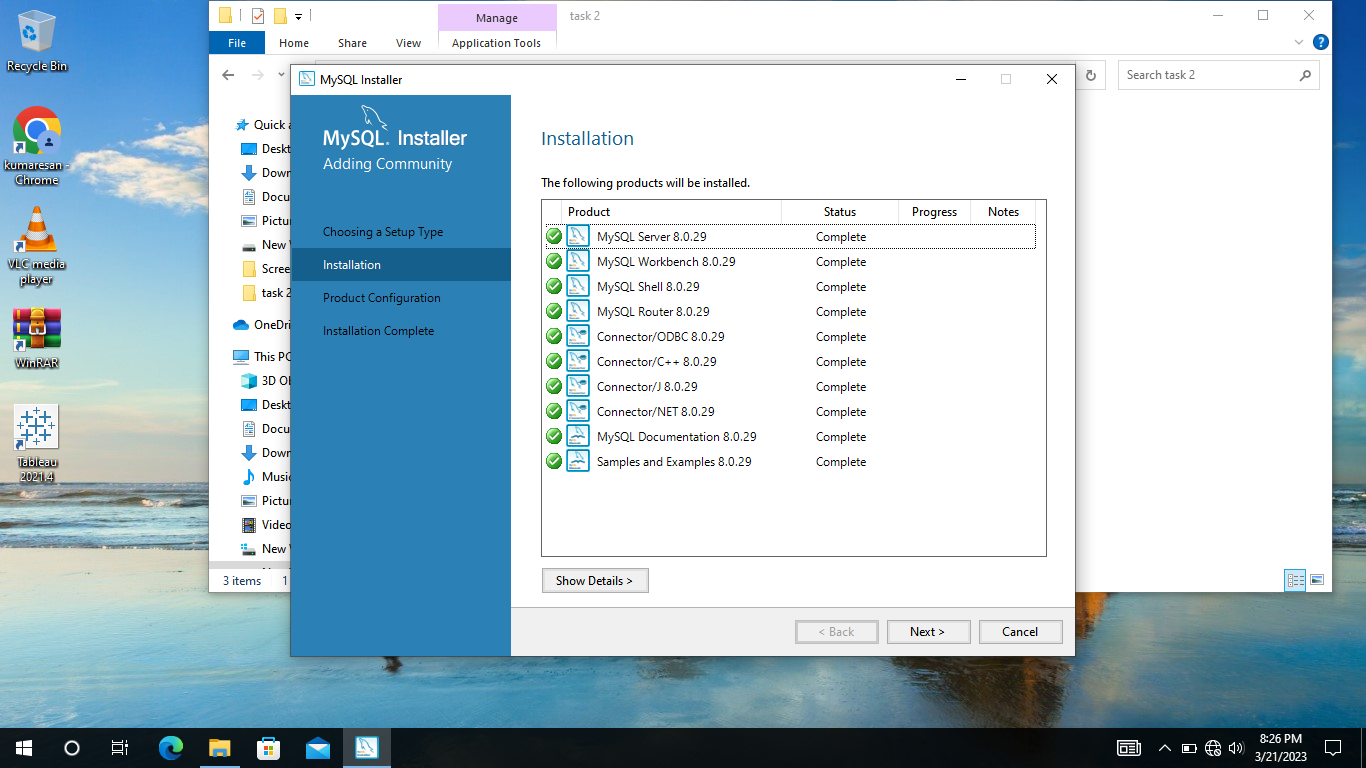 Recycle Bin
kumaresan -
Chrome
VLC media
player
WinRAR
Tableau
2021.4
Manage
task 2
File
Home
Share
View
Application Tools
Search task 2
Quick a
Deskt
Down
Docu
Pictur
New
Scree
task 2
OneDri
This PC
3D Ob
Deskt
Docu
Down
Music
Pictur
Video
New
3 items
1
MySQL Installer
MySQL. Installer
Adding Community
Choosing a Setup Type
Installation
Product Configuration
Installation Complete
Installation
The following products will be installed.
Product Status Progress Notes
MySQL Server 8.0.29 Complete
MySQL Workbench 8.0.29 Complete
MySQL Shell 8.0.29 Complete
MySQL Router 8.0.29 Complete
Connector/ODBC 8.0.29 Complete
Connector/C++ 8.0.29 Complete
Connector/J 8.0.29 Complete
Connector/NET 8.0.29 Complete
MySQL Documentation 8.0.29 Complete
Samples and Examples 8.0.29 Complete
Show Details >
< Back
Next >
Cancel
8:26 PM
3/21/2023